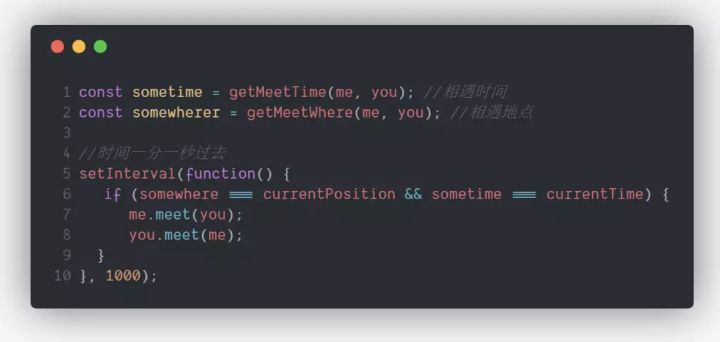 1 const sometime = getMeetTime(me, you); //相遇时间
2 const somewherer = getMeetWhere(me, you); //相遇地点
3
4 //时间一分一秒过去
5 setInterval(function() {
6 if (somewhere === currentPosition && sometime === currentTime) {
7 me.meet(you);
8 you.meet(me);
9 }
10 }, 1000);